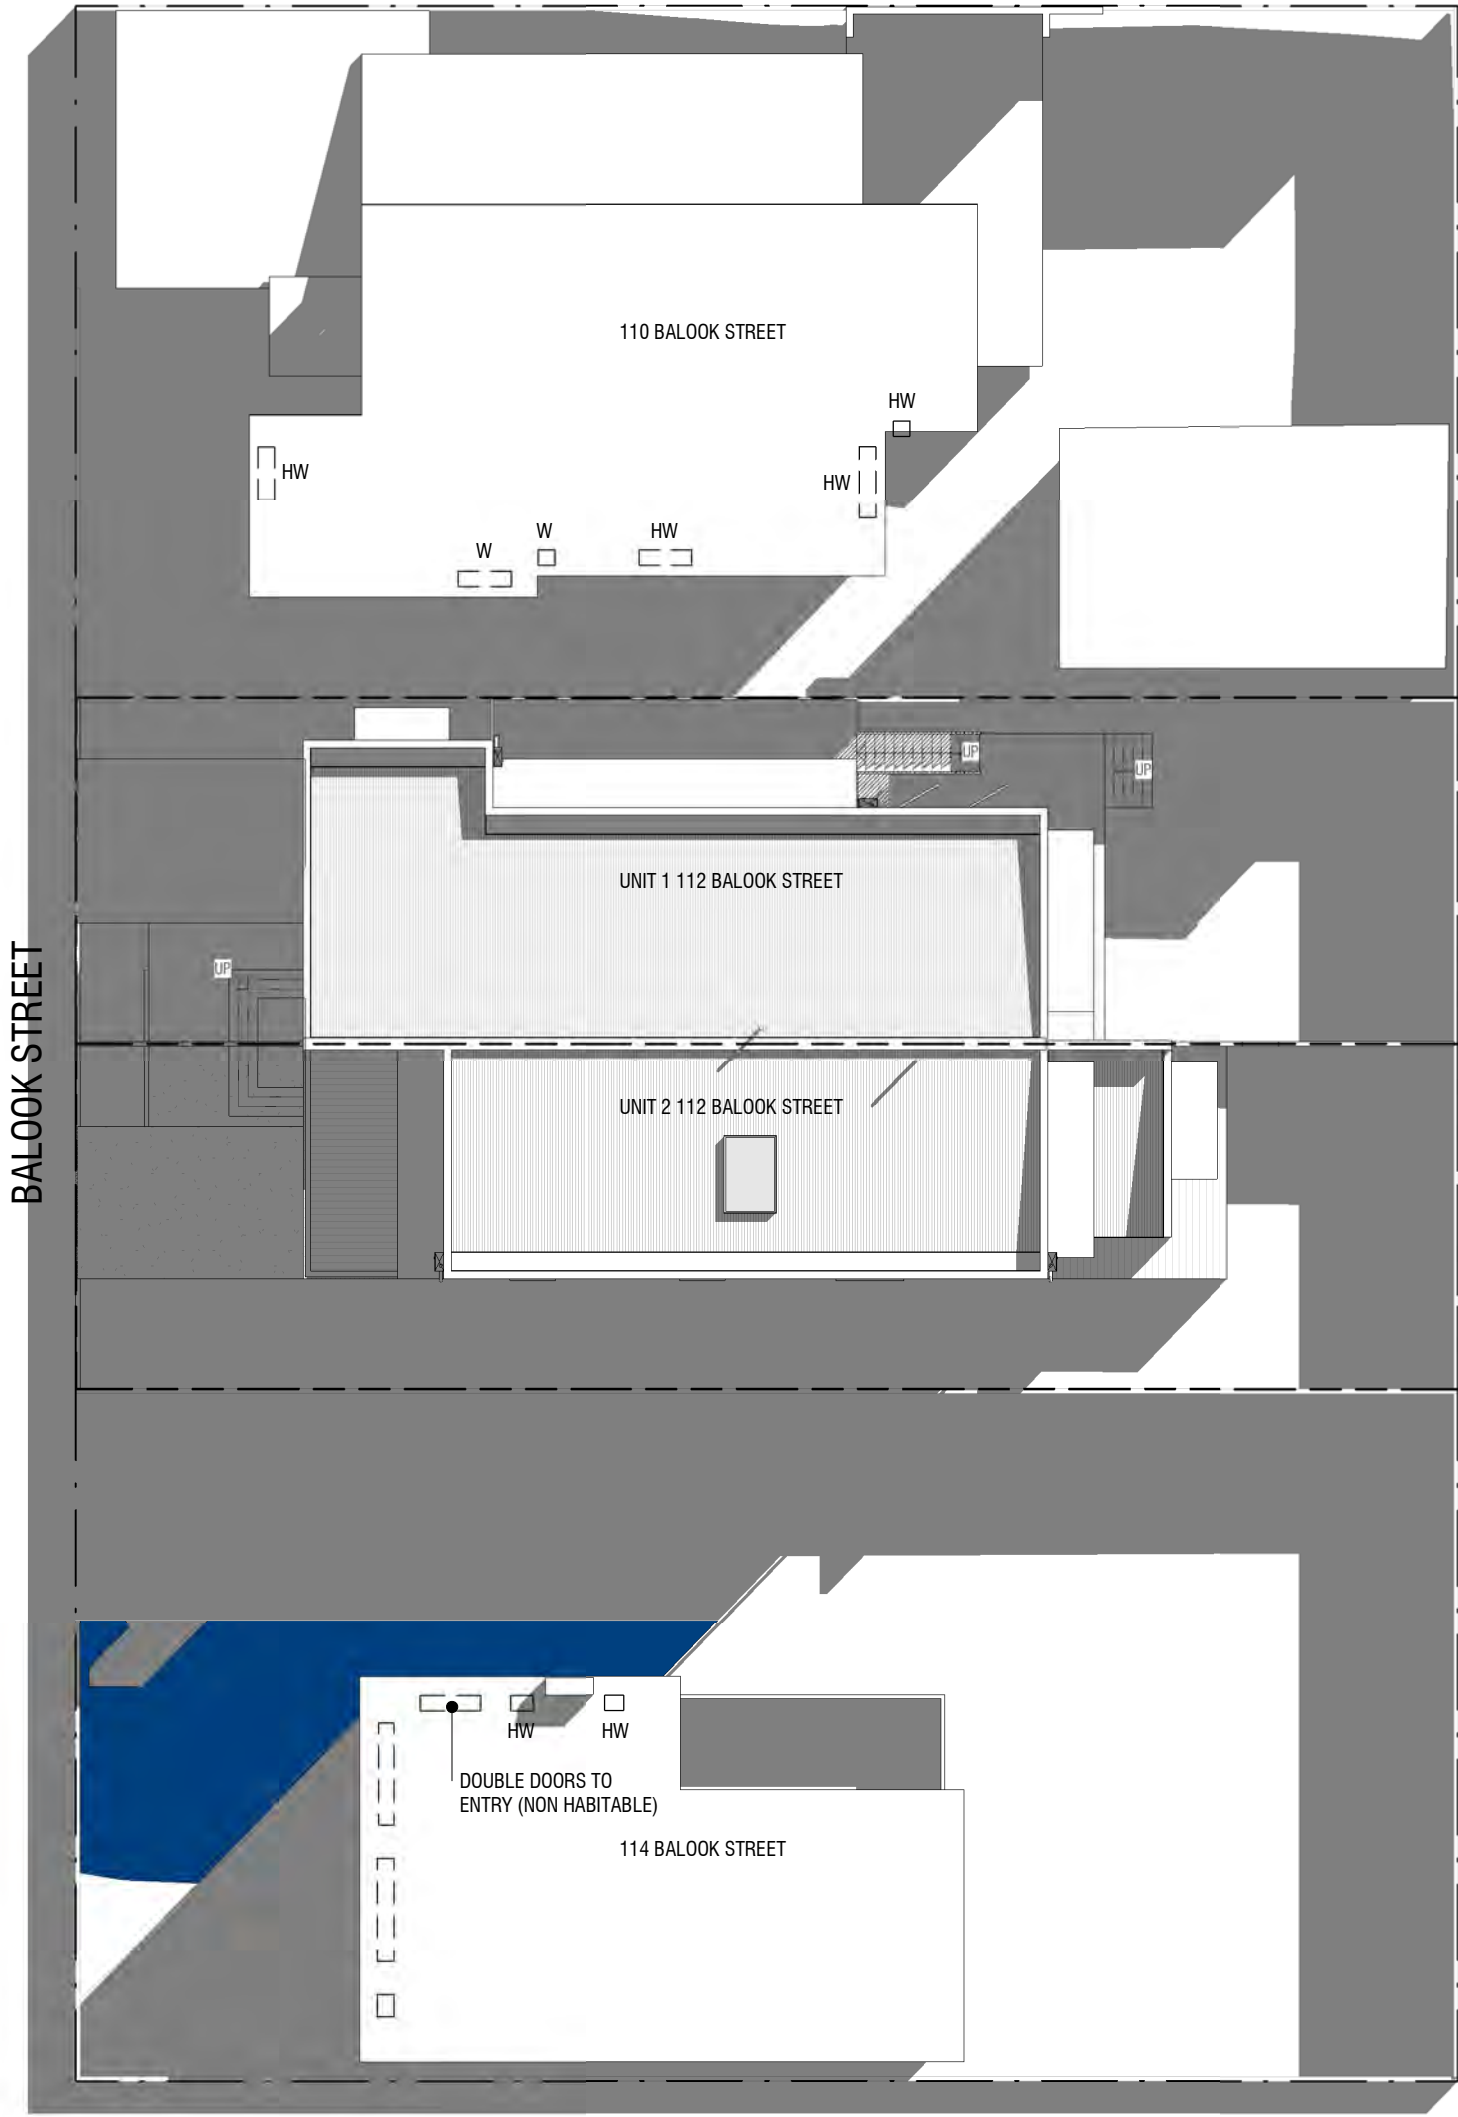 110 BALOOK STREET
HW
HW
HW
W
W
HW
UP
UP
UNIT 1 112 BALOOK STREET
UP
BALOOK STREET
UNIT 2 112 BALOOK STREET
HW
HW
DOUBLE DOORS TO
ENTRY (NON HABITABLE)
114 BALOOK STREET